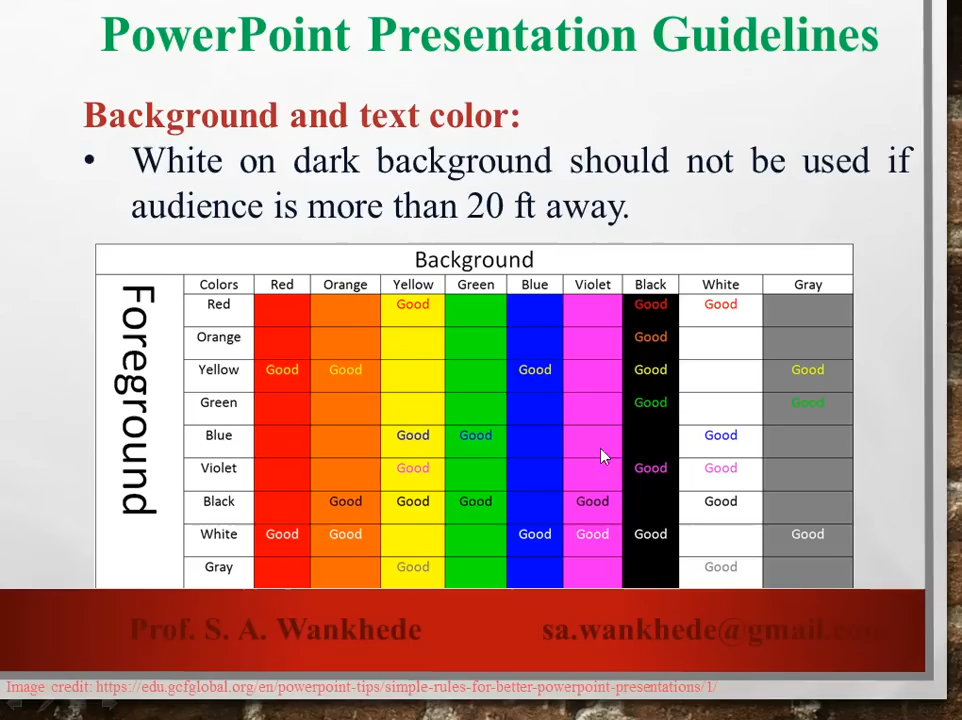 PowerPoint Presentation Guidelines
Background and text color:
• White on dark background should not be used if
audience is more than 20 ft away.
Background
Foreground
Colors Red Orange Yellow Green Blue Violet Black White Gray
Red Good Good Good
Orange Good
Yellow Good Good Good Good Good
Green Good Good
Blue Good Good Good
Violet Good Good Good
Black Good Good Good Good Good
White Good Good Good Good Good Good
Gray Good Good
Prof. S. A. Wankhede sa.wankhede@gmail.com
Image credit: https://edu.gcfglobal.org/en/powerpoint-tips/simple-rules-for-better-powerpoint-presentations/1/